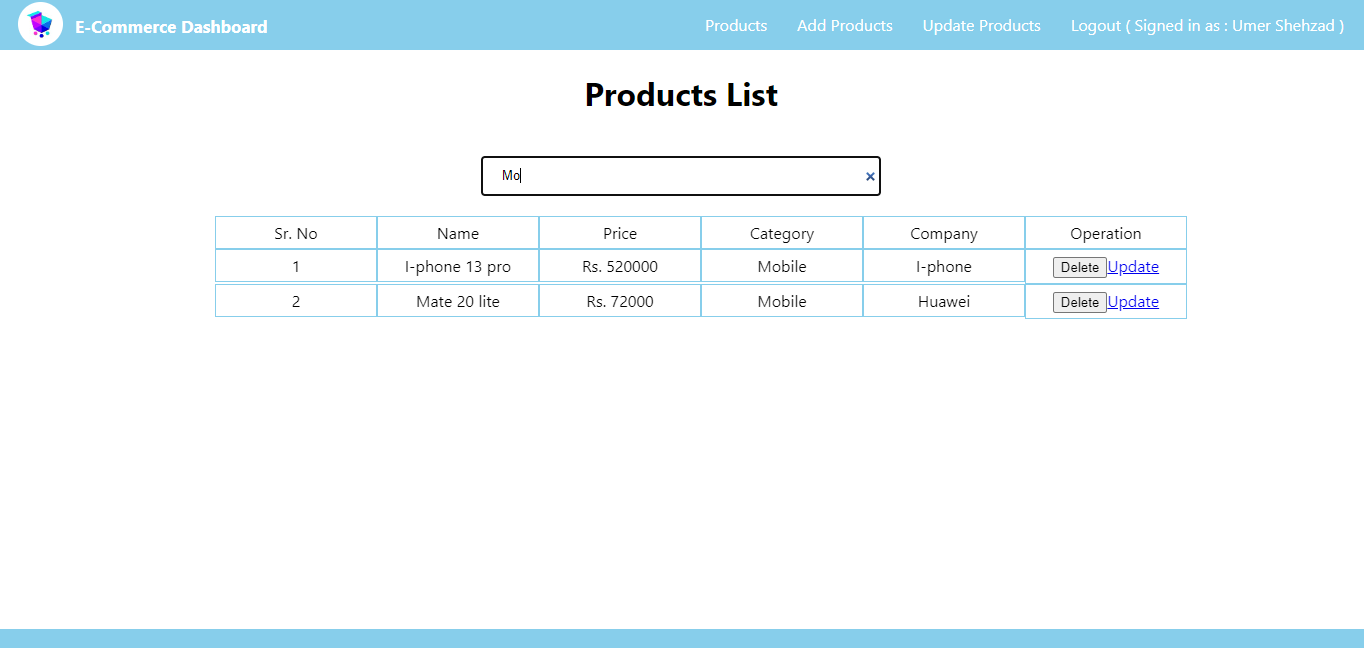 E-Commerce Dashboard Products Add Products Update Products Logout ( Signed in as : Umer Shehzad )
Products List
Mo ×
Sr. No Name Price Category Company Operation
1 I-phone 13 pro Rs. 520000 Mobile I-phone Delete Update
2 Mate 20 lite Rs. 72000 Mobile Huawei Delete Update